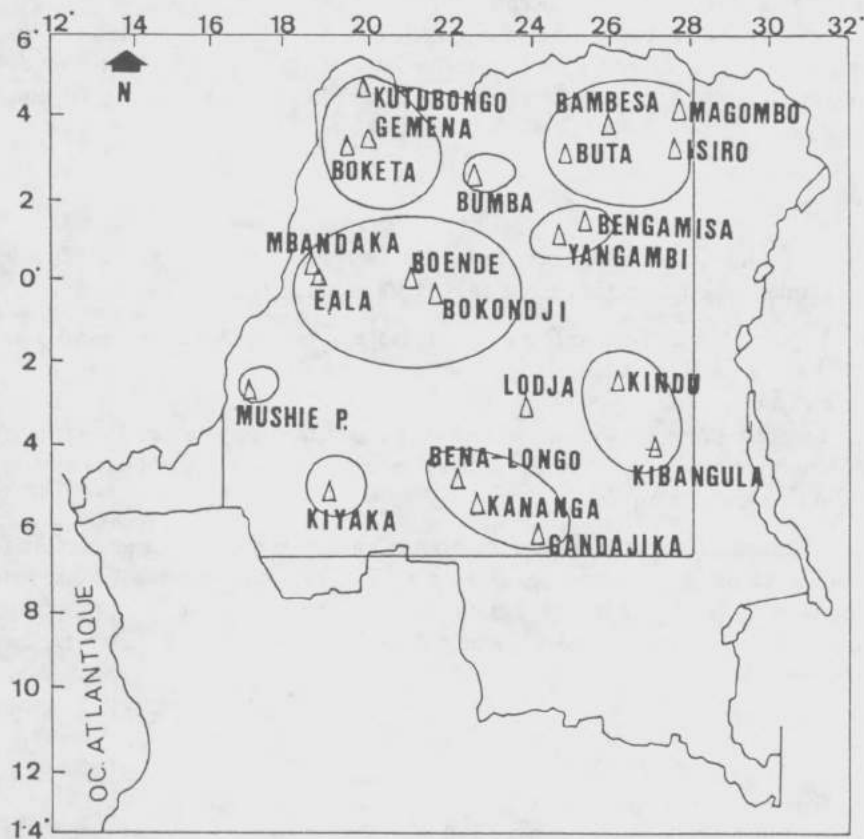 12° 14 16 18 20 22 24 26 28 30 32
6°
N
KUTUBONGO
BAMBESA
MAGOMBO
4
GEMENA
BUTA
ISIRO
BOKETA
2
BUMBA
BENGAMISA
MBANDAKA
YANGAMBI
BOENDE
0°
EALA
BOKONDJI
2
LODJA
KINDU
MUSHIE P.
4
BENA-LONGO
KIBANGULA
KANANGA
KIYAKA
6
GANDAJIKA
8
OC. ATLANTIQUE
10
12
14°